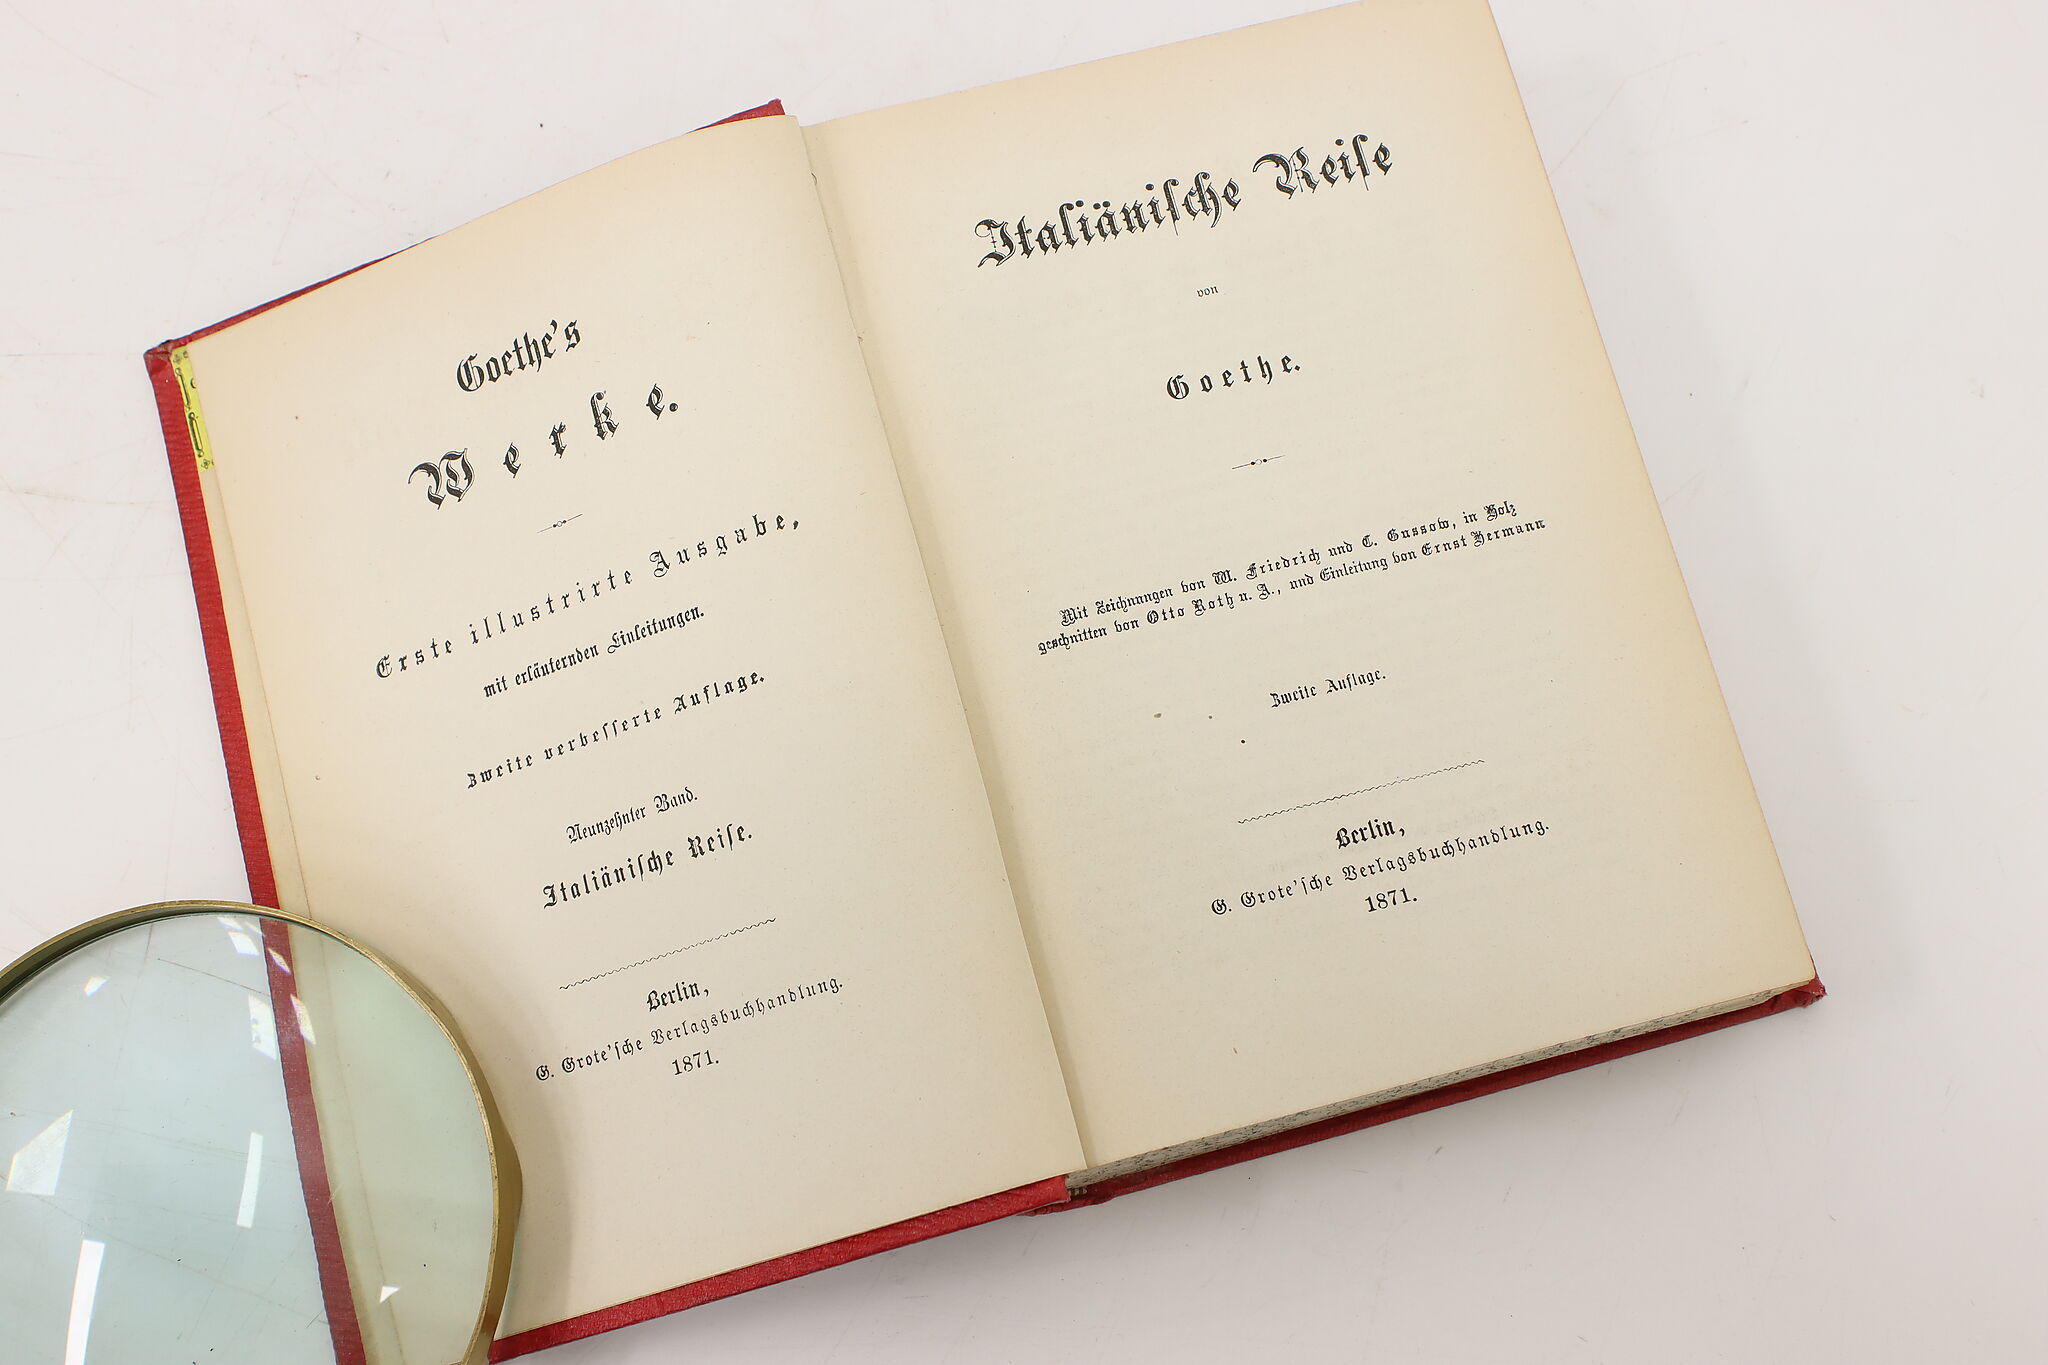 Goethe's
Werke.
Erste illustrirte Ausgabe,
mit erläuternden Einleitungen.
Zweite verbesserte Auflage.
Neunzehnter Band.
Italiänische Reise.
Berlin,
G. Grote'sche Verlagsbuchhandlung.
1871.
Italiänische Reise
von
Goethe.
Mit Zeichnungen von W. Friedrich und C. Gussow, in Holz
geschnitten von Otto Roth u. A., und Einleitung von Ernst Hermann
Zweite Auflage.
Berlin,
G. Grote'sche Verlagsbuchhandlung.
1871.